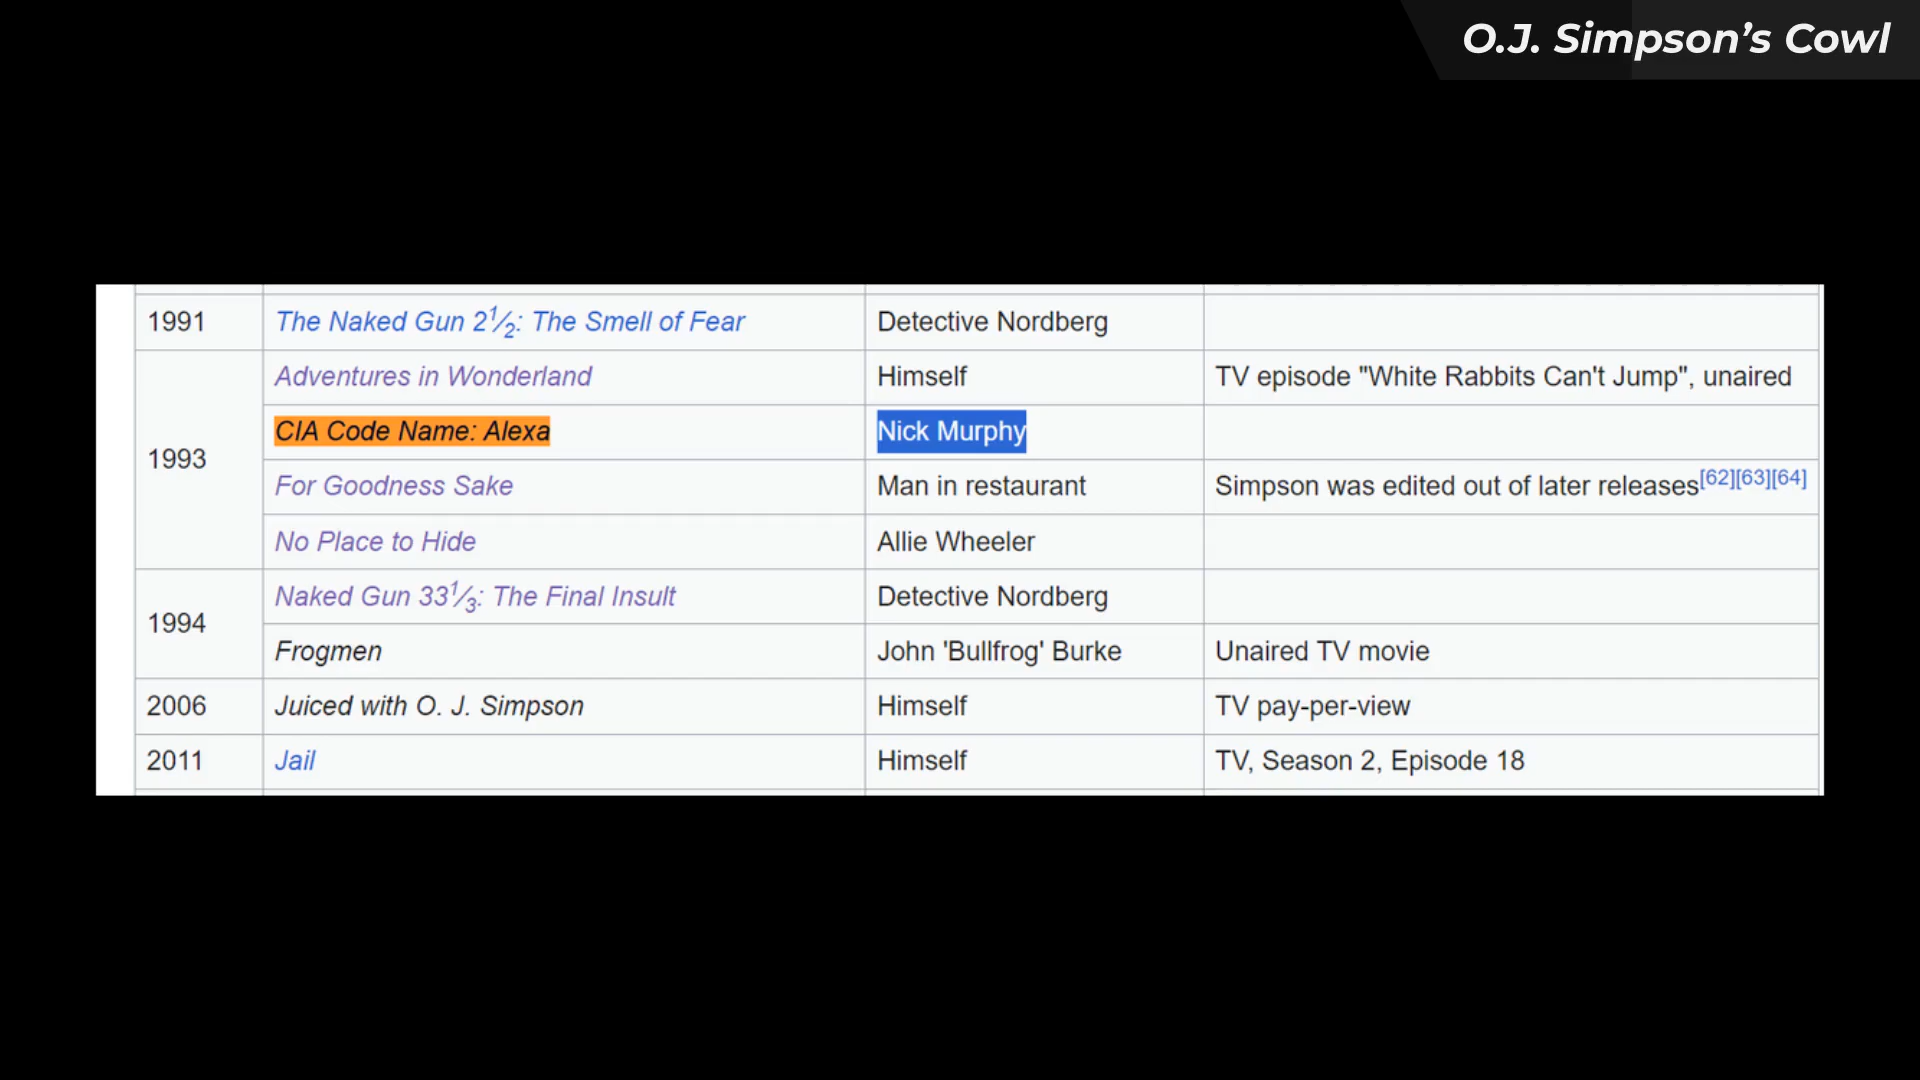 O.J. Simpson’s Cowl
1991 The Naked Gun 2½: The Smell of Fear Detective Nordberg
Adventures in Wonderland Himself TV episode "White Rabbits Can't Jump", unaired
CIA Code Name: Alexa Nick Murphy
1993
For Goodness Sake Man in restaurant Simpson was edited out of later releases[62][63][64]
No Place to Hide Allie Wheeler
Naked Gun 33⅓: The Final Insult Detective Nordberg
1994
Frogmen John 'Bullfrog' Burke Unaired TV movie
2006 Juiced with O. J. Simpson Himself TV pay-per-view
2011 Jail Himself TV, Season 2, Episode 18